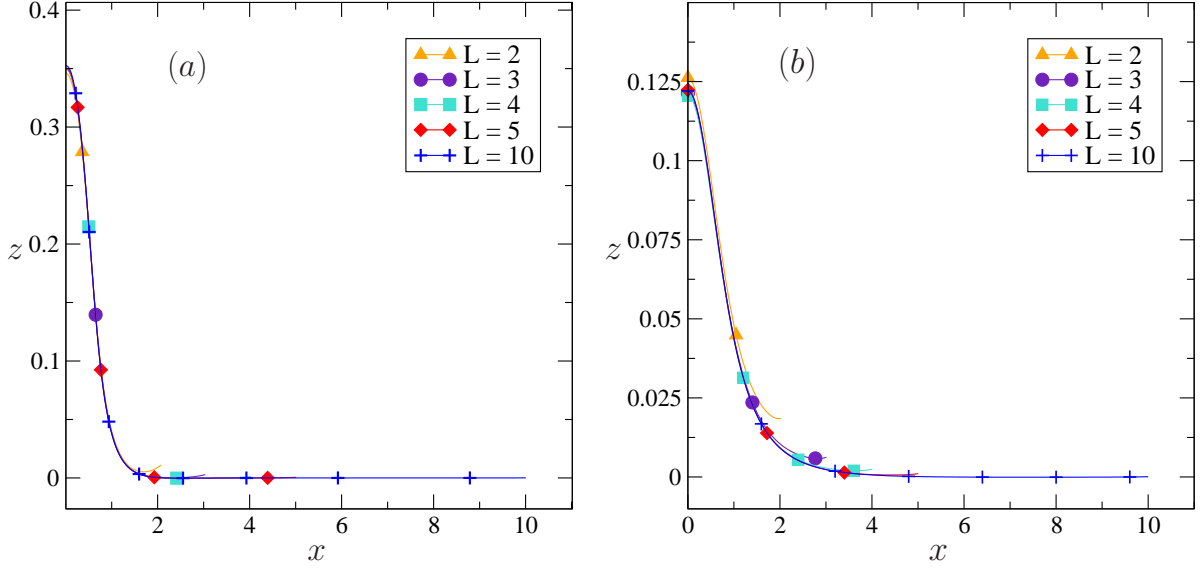 (a)
L = 2
L = 3
L = 4
L = 5
L = 10
0.4
0.3
0.2
0.1
0
z
2
4
6
8
10
x
(b)
L = 2
L = 3
L = 4
L = 5
L = 10
0.125
0.1
0.075
0.05
0.025
0
z
0
2
4
6
8
10
x